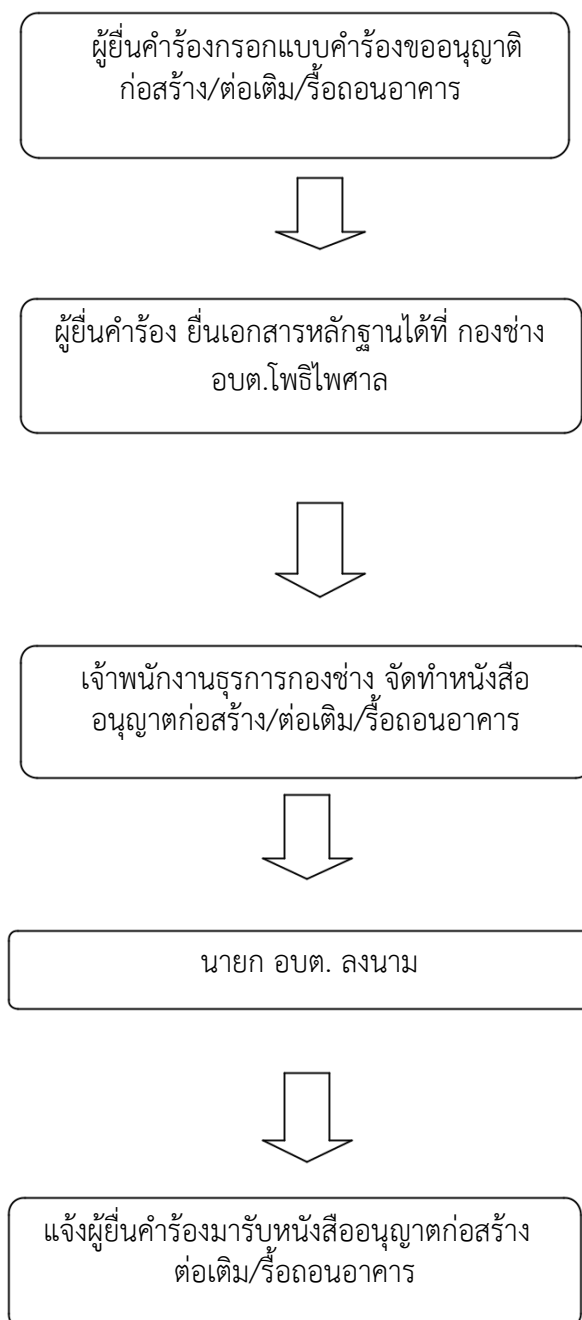 ผู้ยื่นคำร้องกรอกแบบคำร้องขออนุญาติ
ก่อสร้าง/ต่อเติม/รื้อถอนอาคาร
ผู้ยื่นคำร้อง ยื่นเอกสารหลักฐานได้ที่ กองช่าง
อบต.โพธิไพศาล
เจ้าพนักงานธุรการกองช่าง จัดทำหนังสือ
อนุญาตก่อสร้าง/ต่อเติม/รื้อถอนอาคาร
นายก อบต. ลงนาม
แจ้งผู้ยื่นคำร้องมารับหนังสืออนุญาตก่อสร้าง
ต่อเติม/รื้อถอนอาคาร